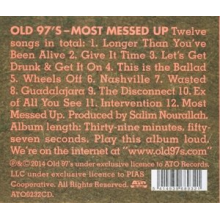 OLD 97'S–MOST MESSED UP Twelve
songs in total: 1. Longer Than You've
Been Alive 2. Give It Time 3. Let's Get
Drunk & Get It On 4. This Is the Ballad
5. Wheels Off 6. Nashville 7. Wasted
8. Guadalajara 9. The Disconnect 10. Ex
of All You See 11. Intervention 12. Most
Messed Up. Produced by Salim Nourallah.
Album length: Thirty-nine minutes, fifty-
seven seconds. Play this album loud.
We're on the internet at "www.old97s.com"
℗&© 2014 Old 97's under exclusive licence to ATO Records,
LLC under exclusive licence to PIAS
Cooperative. All Rights Reserved.
ATO0222CD